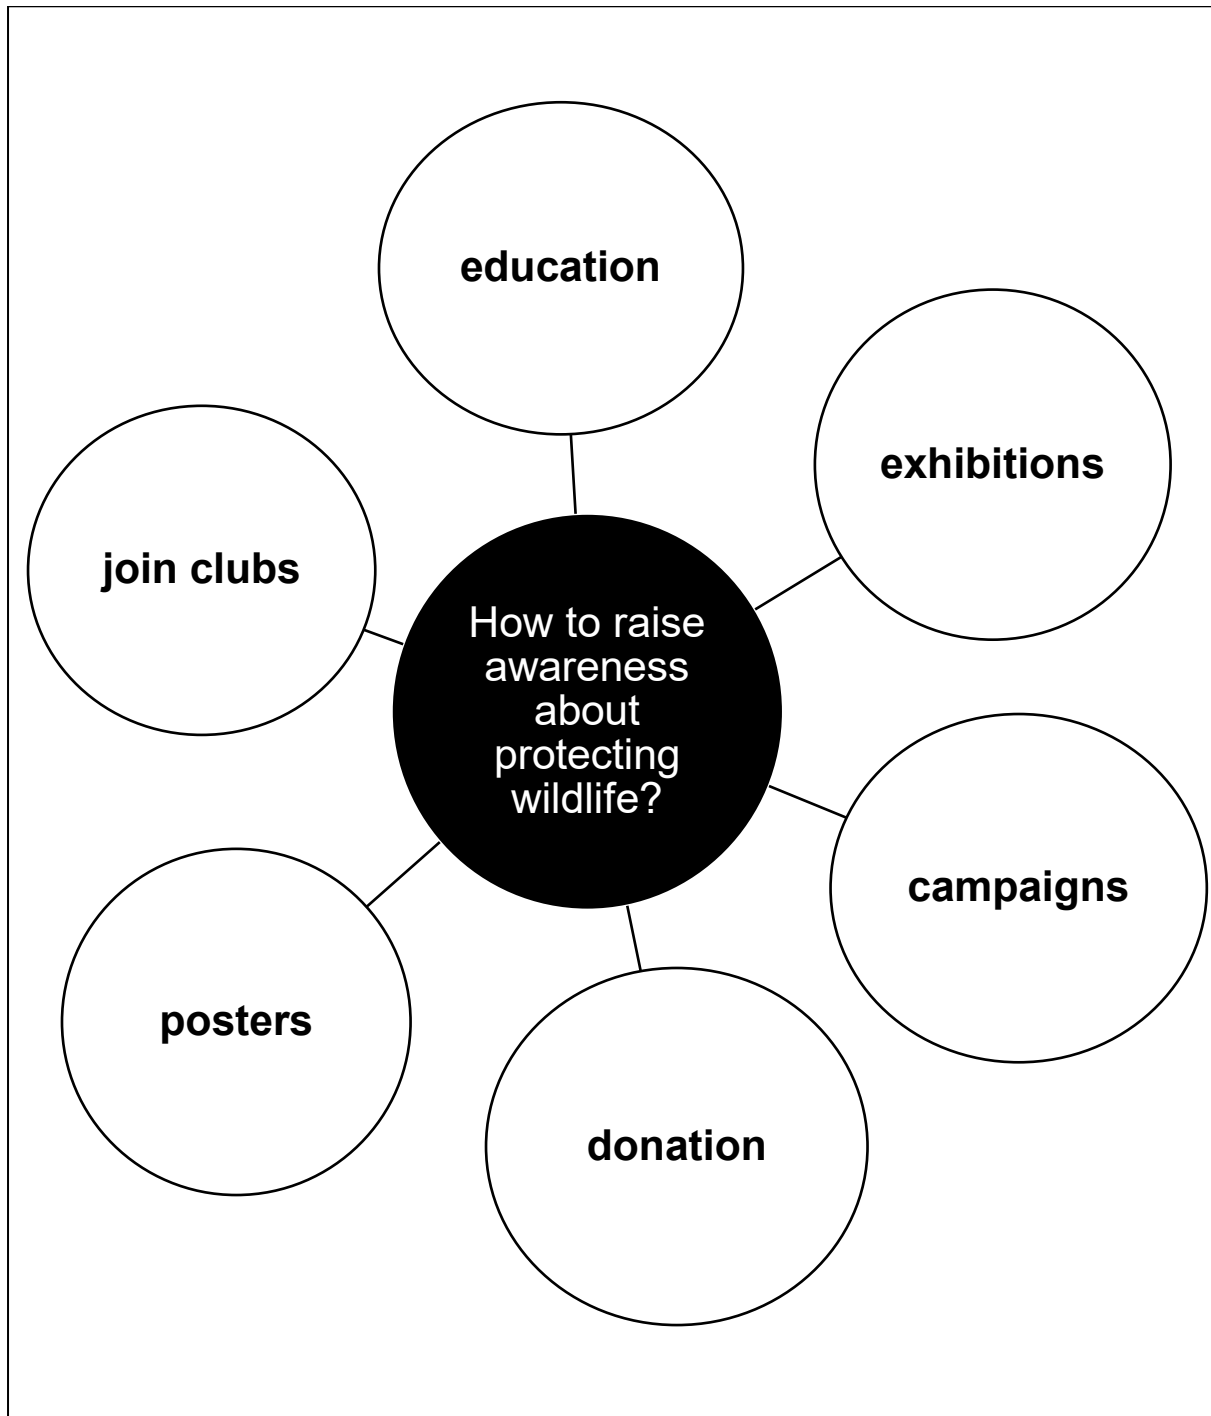 education
exhibitions
join clubs
How to raise
awareness
about
protecting
wildlife?
campaigns
posters
donation